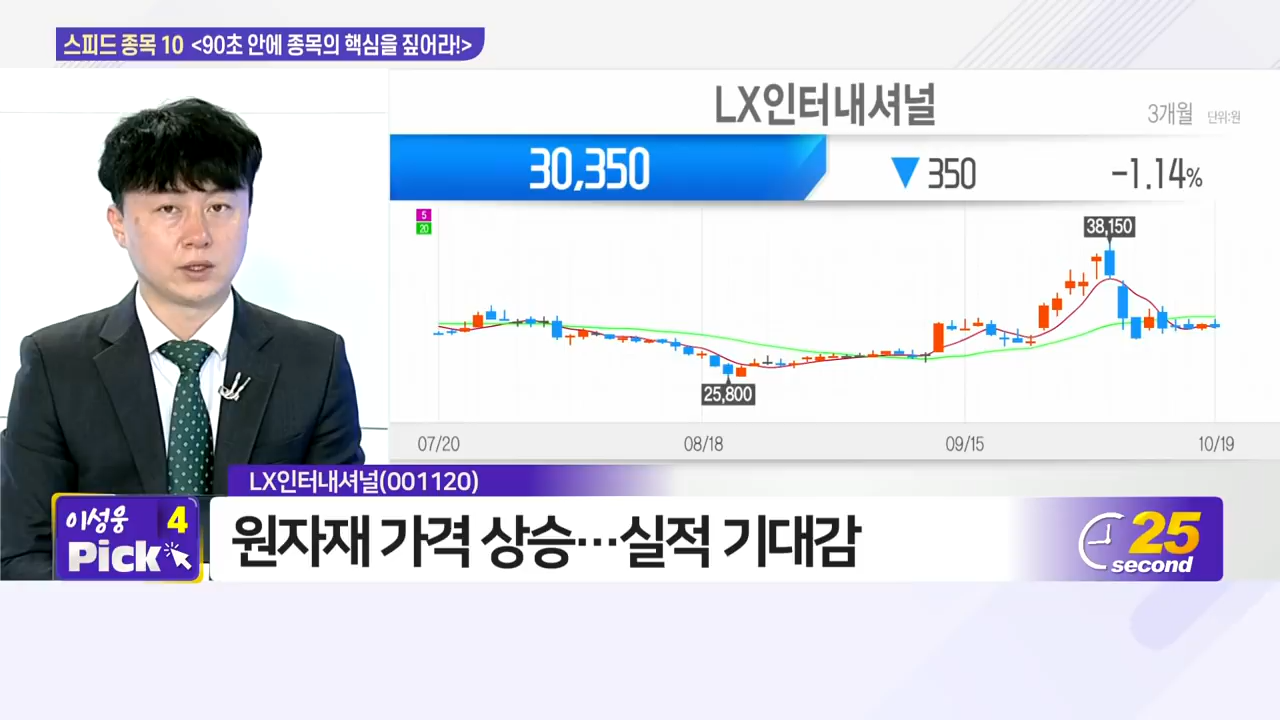 스피드 종목 10 <90초 안에 종목의 핵심을 짚어라!>
LX인터내셔널
3개월 단위:원
30,350 ▼ 350 -1.14%
5
20
38,150
25,800
07/20 08/18 09/15 10/19
LX인터내셔널(001120)
이성웅 4
Pick
원자재 가격 상승…실적 기대감
25
second